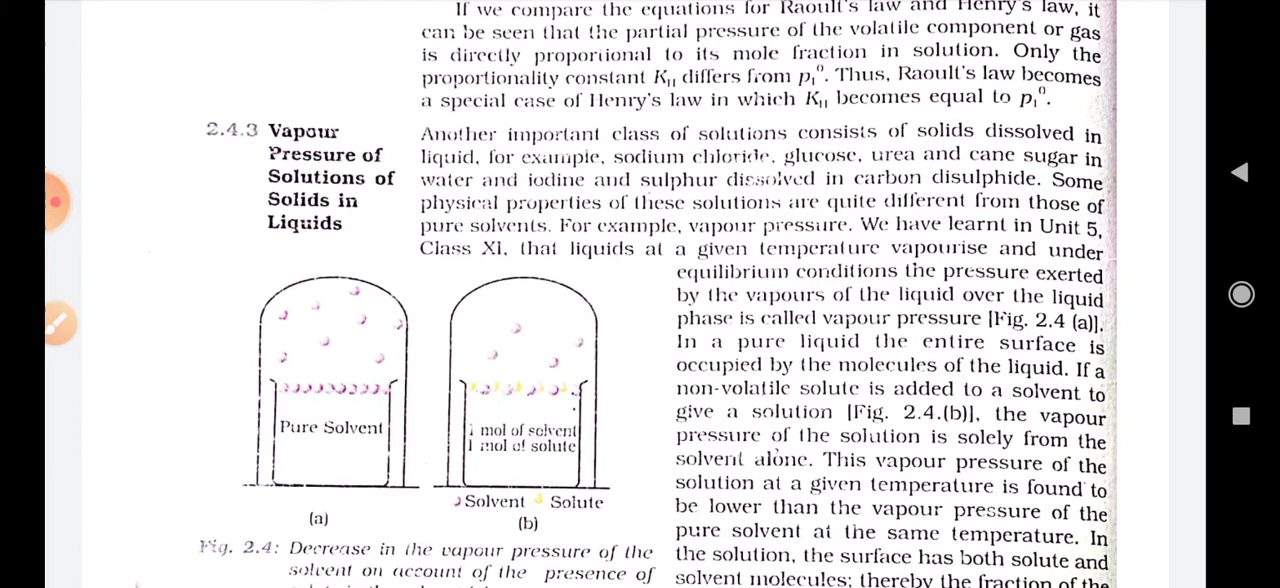 If we compare the equations for Raoult's law and Henry's law, it
can be seen that the partial pressure of the volatile component or gas
is directly proportional to its mole fraction in solution. Only the
proportionality constant K_H differs from p₁⁰. Thus, Raoult's law becomes
a special case of Henry's law in which K_H becomes equal to p₁⁰.
2.4.3 Vapour
Pressure of
Solutions of
Solids in
Liquids
Another important class of solutions consists of solids dissolved in
liquid, for example, sodium chloride, glucose, urea and cane sugar in
water and iodine and sulphur dissolved in carbon disulphide. Some
physical properties of these solutions are quite different from those of
pure solvents. For example, vapour pressure. We have learnt in Unit 5,
Class XI, that liquids at a given temperature vapourise and under
equilibrium conditions the pressure exerted
by the vapours of the liquid over the liquid
phase is called vapour pressure [Fig. 2.4 (a)].
In a pure liquid the entire surface is
occupied by the molecules of the liquid. If a
non-volatile solute is added to a solvent to
give a solution [Fig. 2.4.(b)], the vapour
pressure of the solution is solely from the
solvent alone. This vapour pressure of the
solution at a given temperature is found to
be lower than the vapour pressure of the
pure solvent at the same temperature. In
the solution, the surface has both solute and
solvent molecules; thereby the fraction of the
Pure Solvent
1 mol of solvent
1 mol of solute
Solvent Solute
(a)
(b)
Fig. 2.4: Decrease in the vapour pressure of the
solvent on account of the presence of